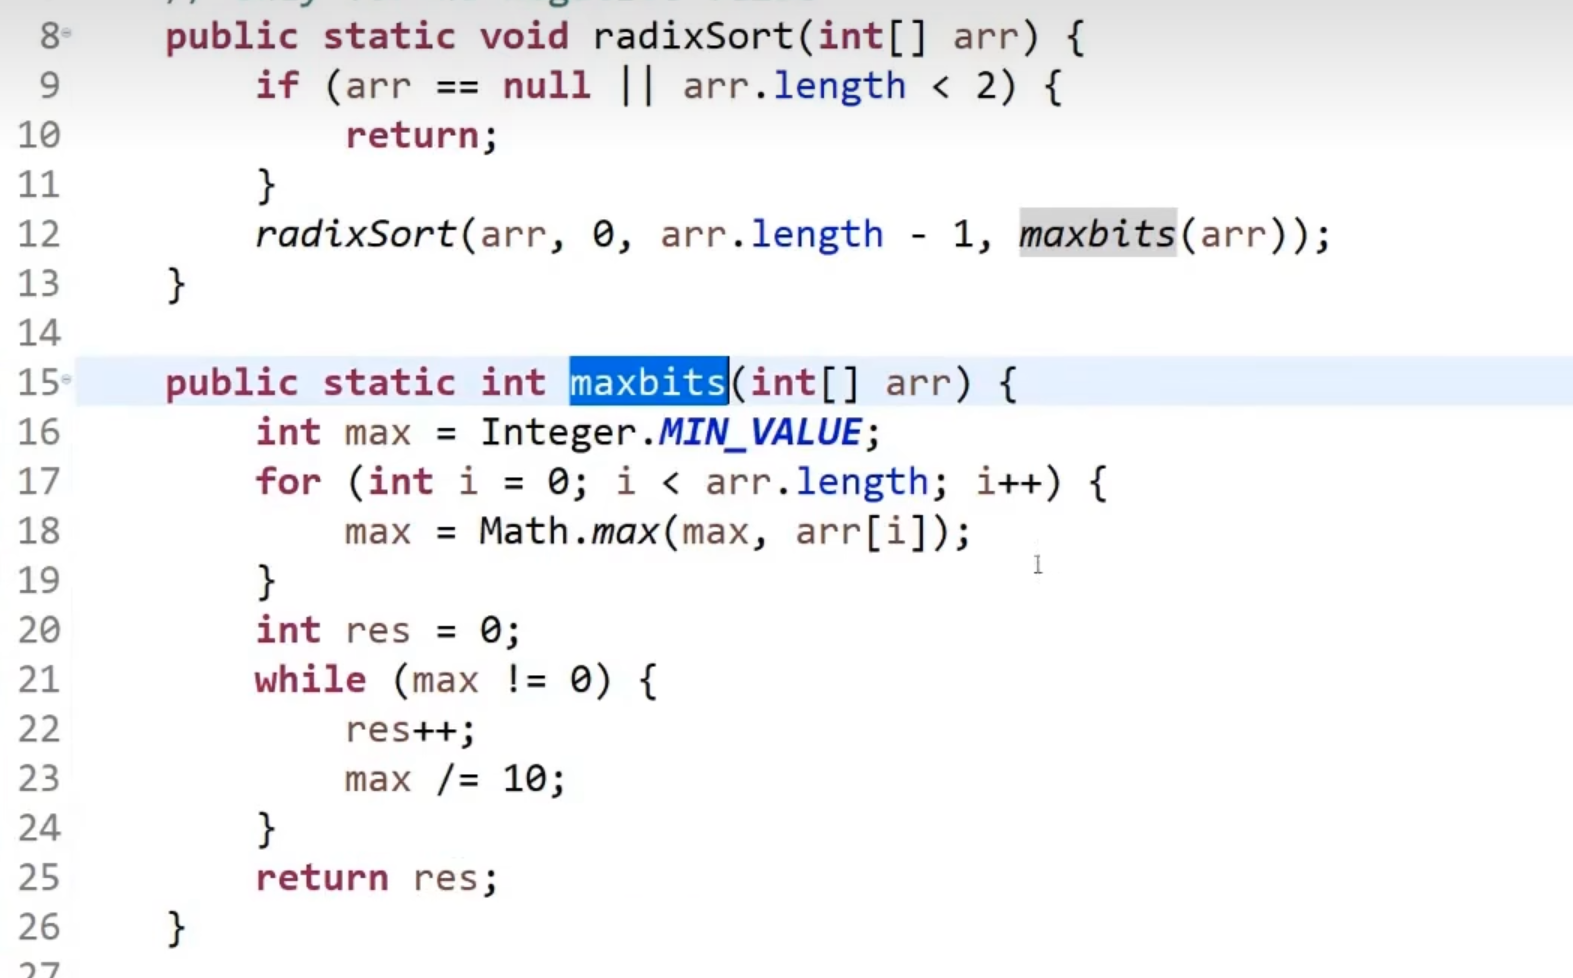 8 public static void radixSort(int[] arr) {
9 if (arr == null || arr.length < 2) {
10 return;
11 }
12 radixSort(arr, 0, arr.length - 1, maxbits(arr));
13 }
14
15 public static int maxbits(int[] arr) {
16 int max = Integer.MIN_VALUE;
17 for (int i = 0; i < arr.length; i++) {
18 max = Math.max(max, arr[i]);
19 }
20 int res = 0;
21 while (max != 0) {
22 res++;
23 max /= 10;
24 }
25 return res;
26 }
27